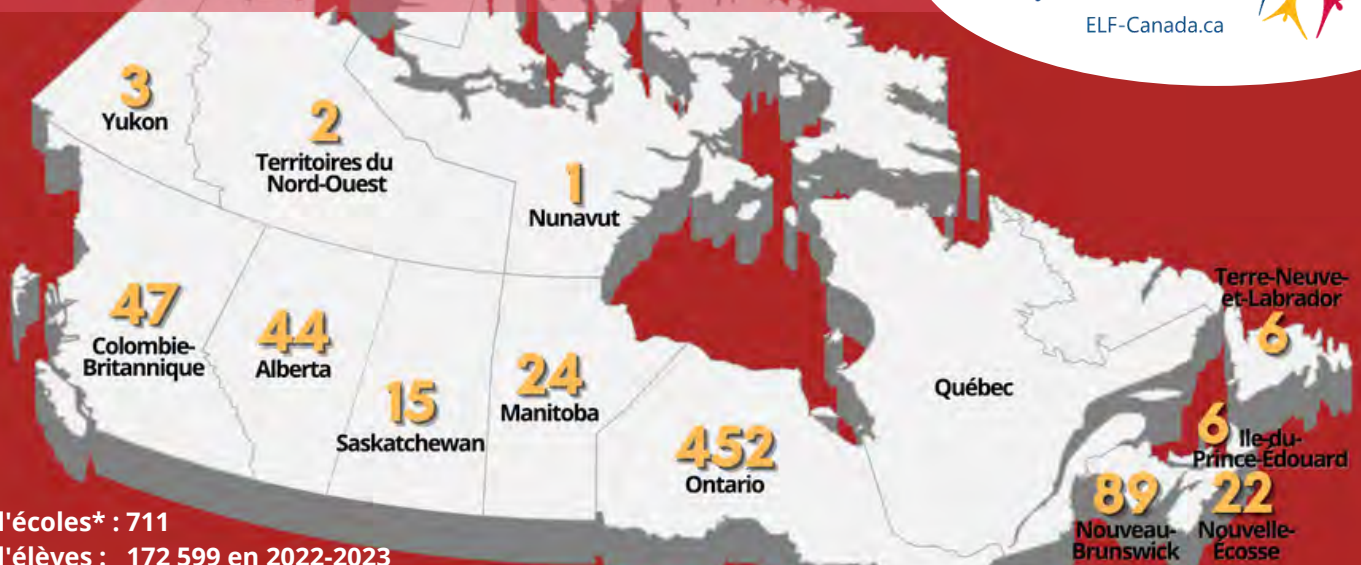 ELF-Canada.ca
3
Yukon
2
Territoires du
Nord-Ouest
1
Nunavut
Terre-Neuve-
et-Labrador
6
47
Colombie-
Britannique
44
Alberta
15
Saskatchewan
24
Manitoba
452
Ontario
Québec
6
Ile-du-
Prince-Édouard
89
Nouveau-
Brunswick
22
Nouvelle-
Écosse
d'écoles* : 711
d'élèves : 172 599 en 2022-2023